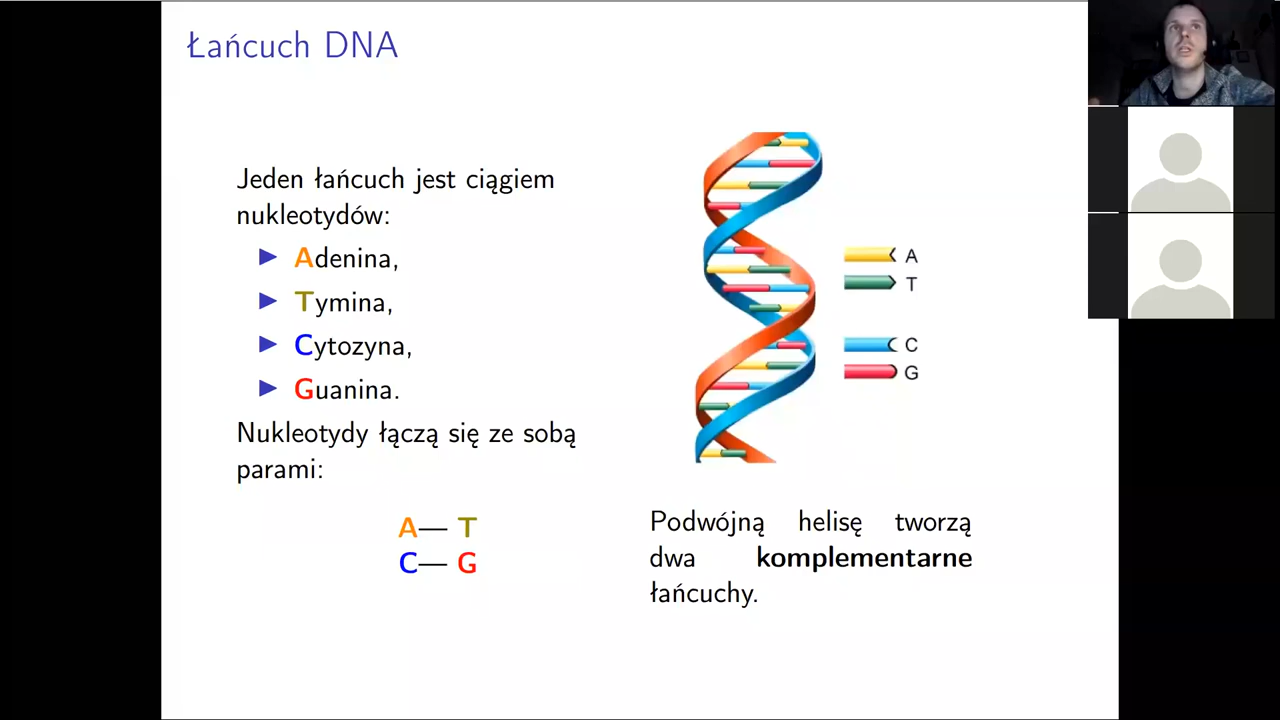 Łańcuch DNA
Jeden łańcuch jest ciągiem
nukleotydów:
Adenina,
Tymina,
Cytozyna,
Guanina.
Nukleotydy łączą się ze sobą
parami:
A— T
C— G
A
T
C
G
Podwójną helisę tworzą
dwa komplementarne
łańcuchy.